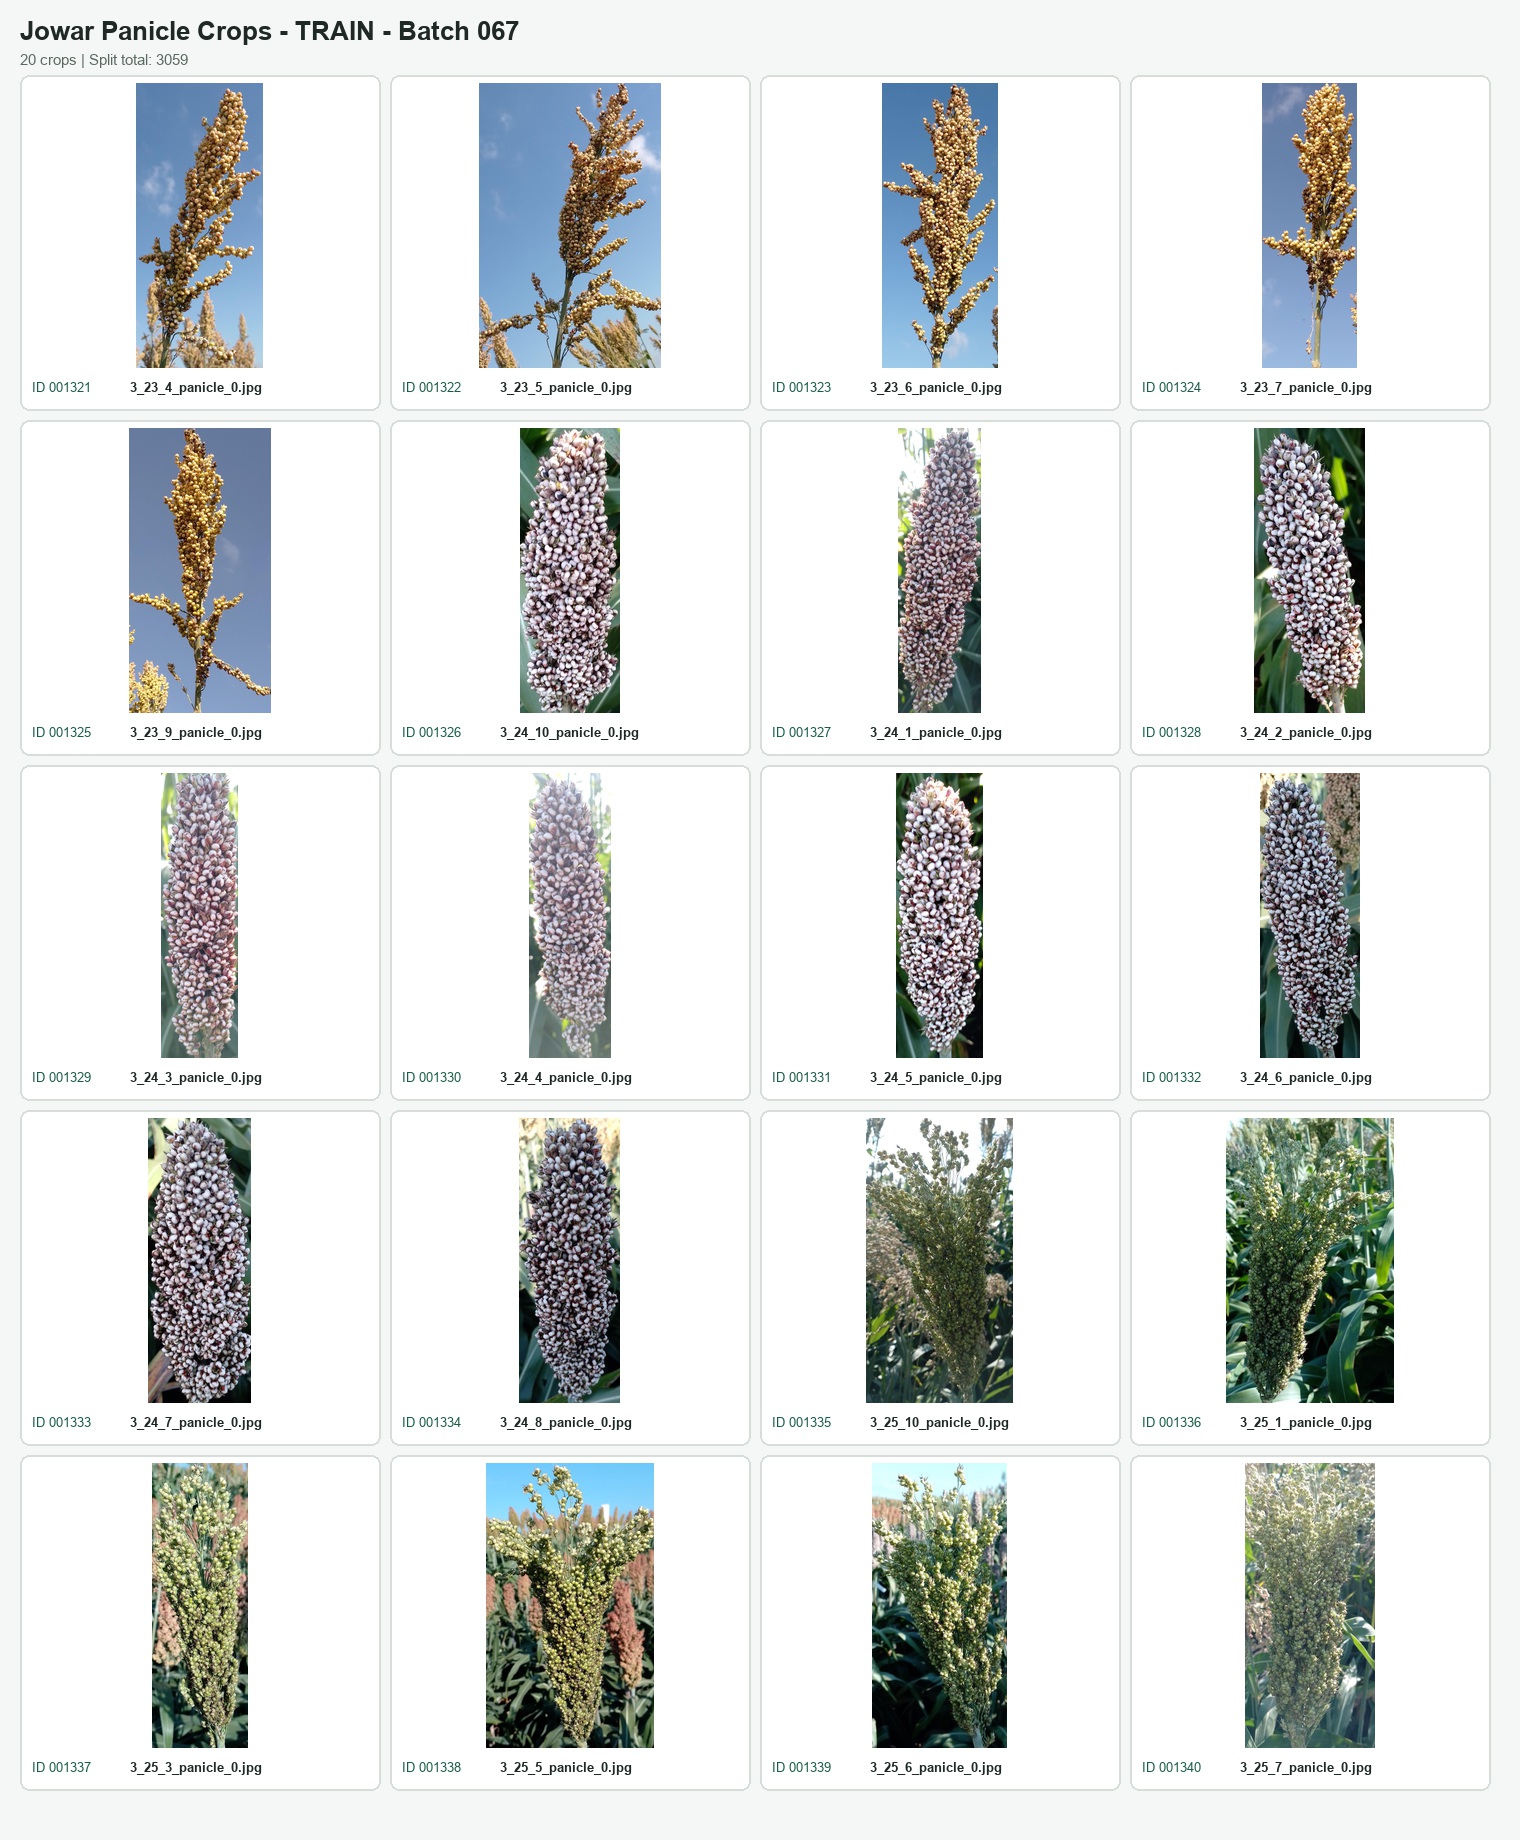 Jowar Panicle Crops - TRAIN - Batch 067
20 crops | Split total: 3059
ID 001321 3_23_4_panicle_0.jpg
ID 001322 3_23_5_panicle_0.jpg
ID 001323 3_23_6_panicle_0.jpg
ID 001324 3_23_7_panicle_0.jpg
ID 001325 3_23_9_panicle_0.jpg
ID 001326 3_24_10_panicle_0.jpg
ID 001327 3_24_1_panicle_0.jpg
ID 001328 3_24_2_panicle_0.jpg
ID 001329 3_24_3_panicle_0.jpg
ID 001330 3_24_4_panicle_0.jpg
ID 001331 3_24_5_panicle_0.jpg
ID 001332 3_24_6_panicle_0.jpg
ID 001333 3_24_7_panicle_0.jpg
ID 001334 3_24_8_panicle_0.jpg
ID 001335 3_25_10_panicle_0.jpg
ID 001336 3_25_1_panicle_0.jpg
ID 001337 3_25_3_panicle_0.jpg
ID 001338 3_25_5_panicle_0.jpg
ID 001339 3_25_6_panicle_0.jpg
ID 001340 3_25_7_panicle_0.jpg